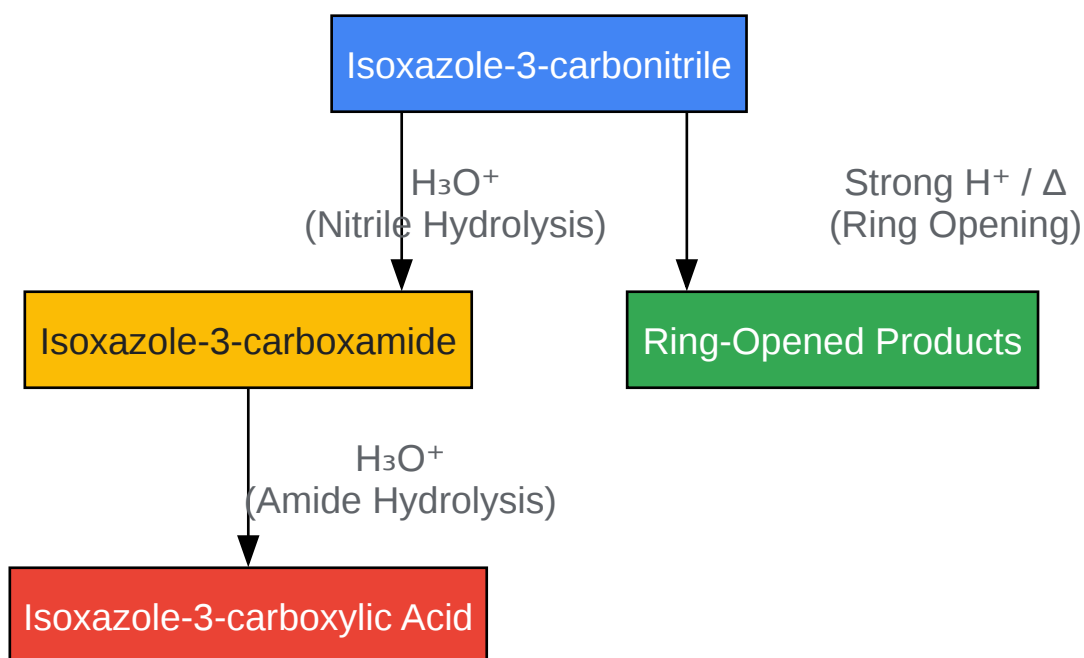 Isoxazole-3-carbonitrile
H₃O⁺
(Nitrile Hydrolysis)
Strong H⁺ / Δ
(Ring Opening)
Isoxazole-3-carboxamide
Ring-Opened Products
H₃O⁺
(Amide Hydrolysis)
Isoxazole-3-carboxylic Acid